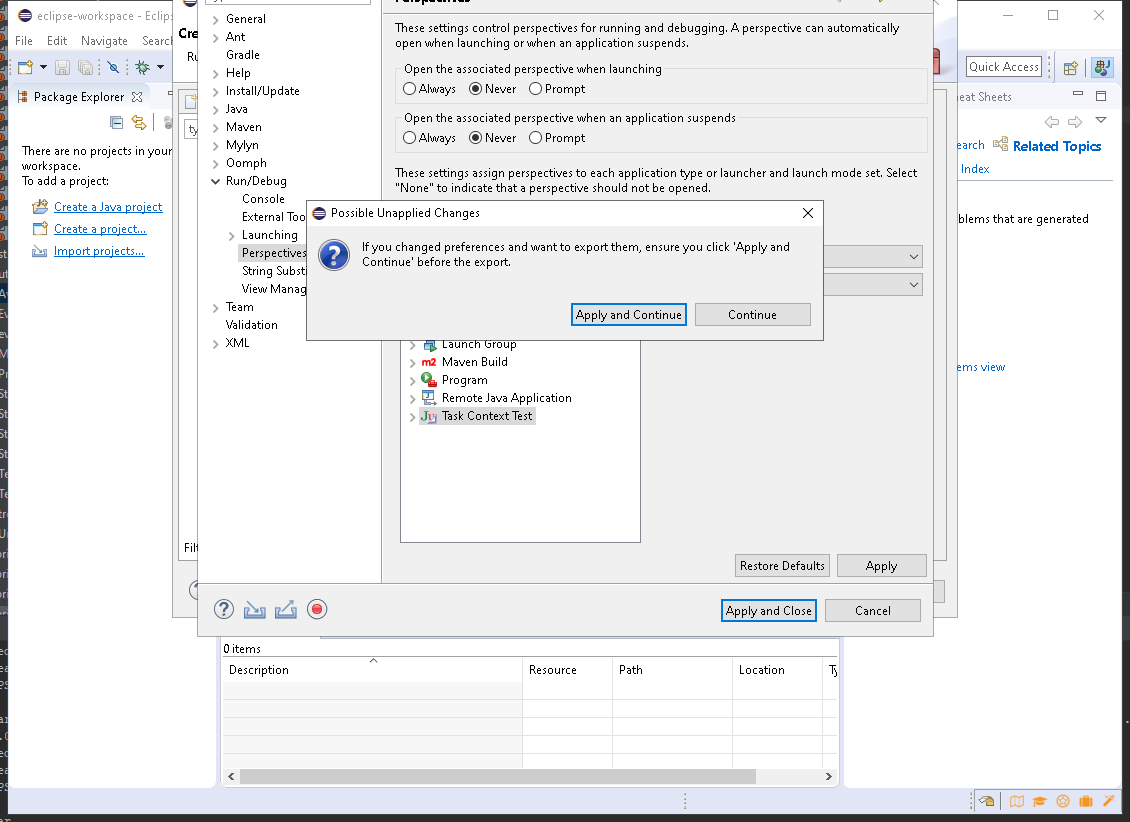 eclipse-workspace - Eclips
File Edit Navigate Search
Cre
Ru
Quick Access
Package Explorer
There are no projects in your
workspace.
To add a project:
Create a Java project
Create a project...
Import projects...
ty
Filt
General
Ant
Gradle
Help
Install/Update
Java
Maven
Mylyn
Oomph
Run/Debug
Console
External Too
Launching
Perspectives
String Subst
View Manag
Team
Validation
XML
Perspectives
These settings control perspectives for running and debugging. A perspective can automatically
open when launching or when an application suspends.
Open the associated perspective when launching
Always Never Prompt
Open the associated perspective when an application suspends
Always Never Prompt
These settings assign perspectives to each application type or launcher and launch mode set. Select
"None" to indicate that a perspective should not be opened.
Possible Unapplied Changes
If you changed preferences and want to export them, ensure you click 'Apply and
Continue' before the export.
Apply and Continue Continue
Launch Group
m2 Maven Build
Program
Remote Java Application
Ju Task Context Test
Restore Defaults Apply
Apply and Close Cancel
eat Sheets
earch Related Topics
Index
blems that are generated
ems view
0 items
Description Resource Path Location Ty